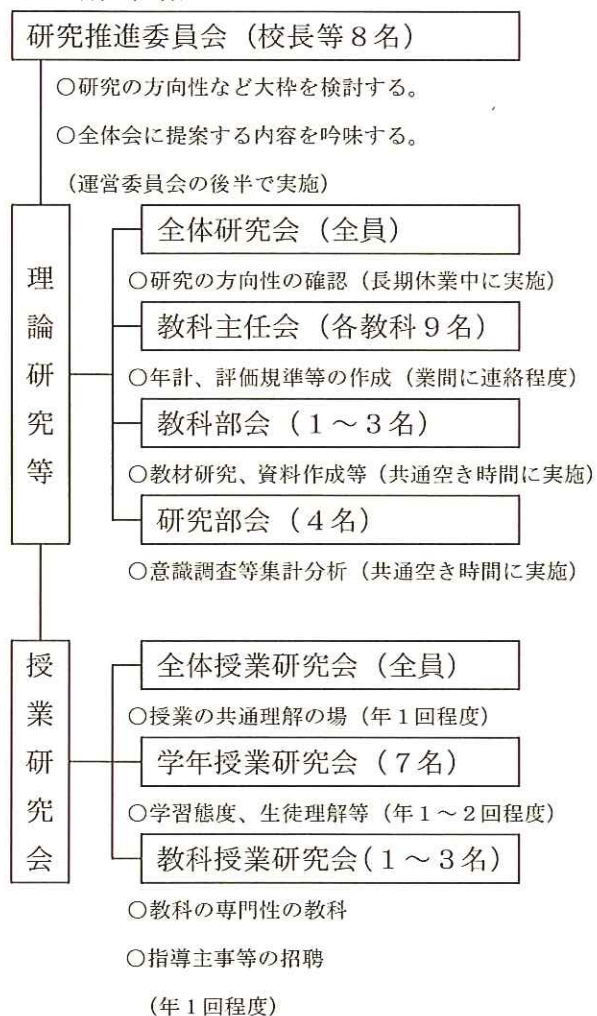 研究推進委員会（校長等８名）
○研究の方向性など大枠を検討する。
○全体会に提案する内容を吟味する。
（運営委員会の後半で実施）
理論研究等
全体研究会（全員）
○研究の方向性の確認（長期休業中に実施）
教科主任会（各教科９名）
○年計、評価規準等の作成（業間に連絡程度）
教科部会（１～３名）
○教材研究、資料作成等（共通空き時間に実施）
研究部会（４名）
○意識調査等集計分析（共通空き時間に実施）
授業研究会
全体授業研究会（全員）
○授業の共通理解の場（年１回程度）
学年授業研究会（７名）
○学習態度、生徒理解等（年１～２回程度）
教科授業研究会（１～３名）
○教科の専門性の教科
○指導主事等の招聘
（年１回程度）